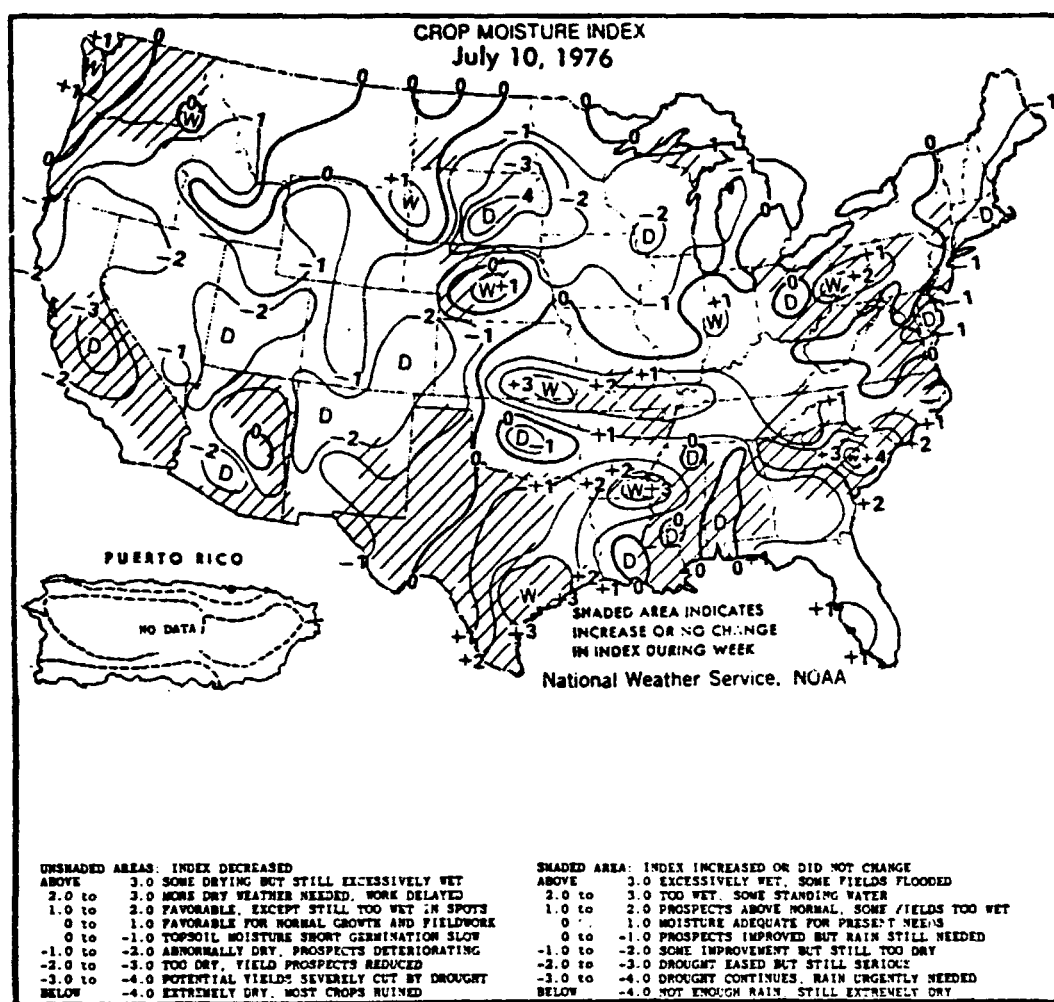 CROP MOISTURE INDEX
July 10, 1976
PUERTO RICO
NO DATA
SHADED AREA INDICATES
INCREASE OR NO CHANGE
IN INDEX DURING WEEK
National Weather Service, NOAA
UNSHADED AREAS: INDEX DECREASED
ABOVE 3.0 SOME DRYING BUT STILL EXCESSIVELY WET
2.0 to 3.0 MORE DRY WEATHER NEEDED, WORK DELAYED
1.0 to 2.0 FAVORABLE, EXCEPT STILL TOO WET IN SPOTS
0 to 1.0 FAVORABLE FOR NORMAL GROWTH AND FIELDWORK
0 to -1.0 TOPSOIL MOISTURE SHORT GERMINATION SLOW
-1.0 to -2.0 ABNORMALLY DRY, PROSPECTS DETERIORATING
-2.0 to -3.0 TOO DRY, YIELD PROSPECTS REDUCED
-3.0 to -4.0 POTENTIAL YIELDS SEVERELY CUT BY DROUGHT
BELOW -4.0 EXTREMELY DRY, MOST CROPS RUINED
SHADED AREA: INDEX INCREASED OR DID NOT CHANGE
ABOVE 3.0 EXCESSIVELY WET, SOME FIELDS FLOODED
2.0 to 3.0 TOO WET, SOME STANDING WATER
1.0 to 2.0 PROSPECTS ABOVE NORMAL, SOME FIELDS TOO WET
0 1.0 MOISTURE ADEQUATE FOR PRESENT NEEDS
0 to -1.0 PROSPECTS IMPROVED BUT RAIN STILL NEEDED
-1.0 to -2.0 SOME IMPROVEMENT BUT STILL TOO DRY
-2.0 to -3.0 DROUGHT EASED BUT STILL SERIOUS
-3.0 to -4.0 DROUGHT CONTINUES, RAIN URGENTLY NEEDED
BELOW -4.0 NOT ENOUGH RAIN, STILL EXTREMELY DRY